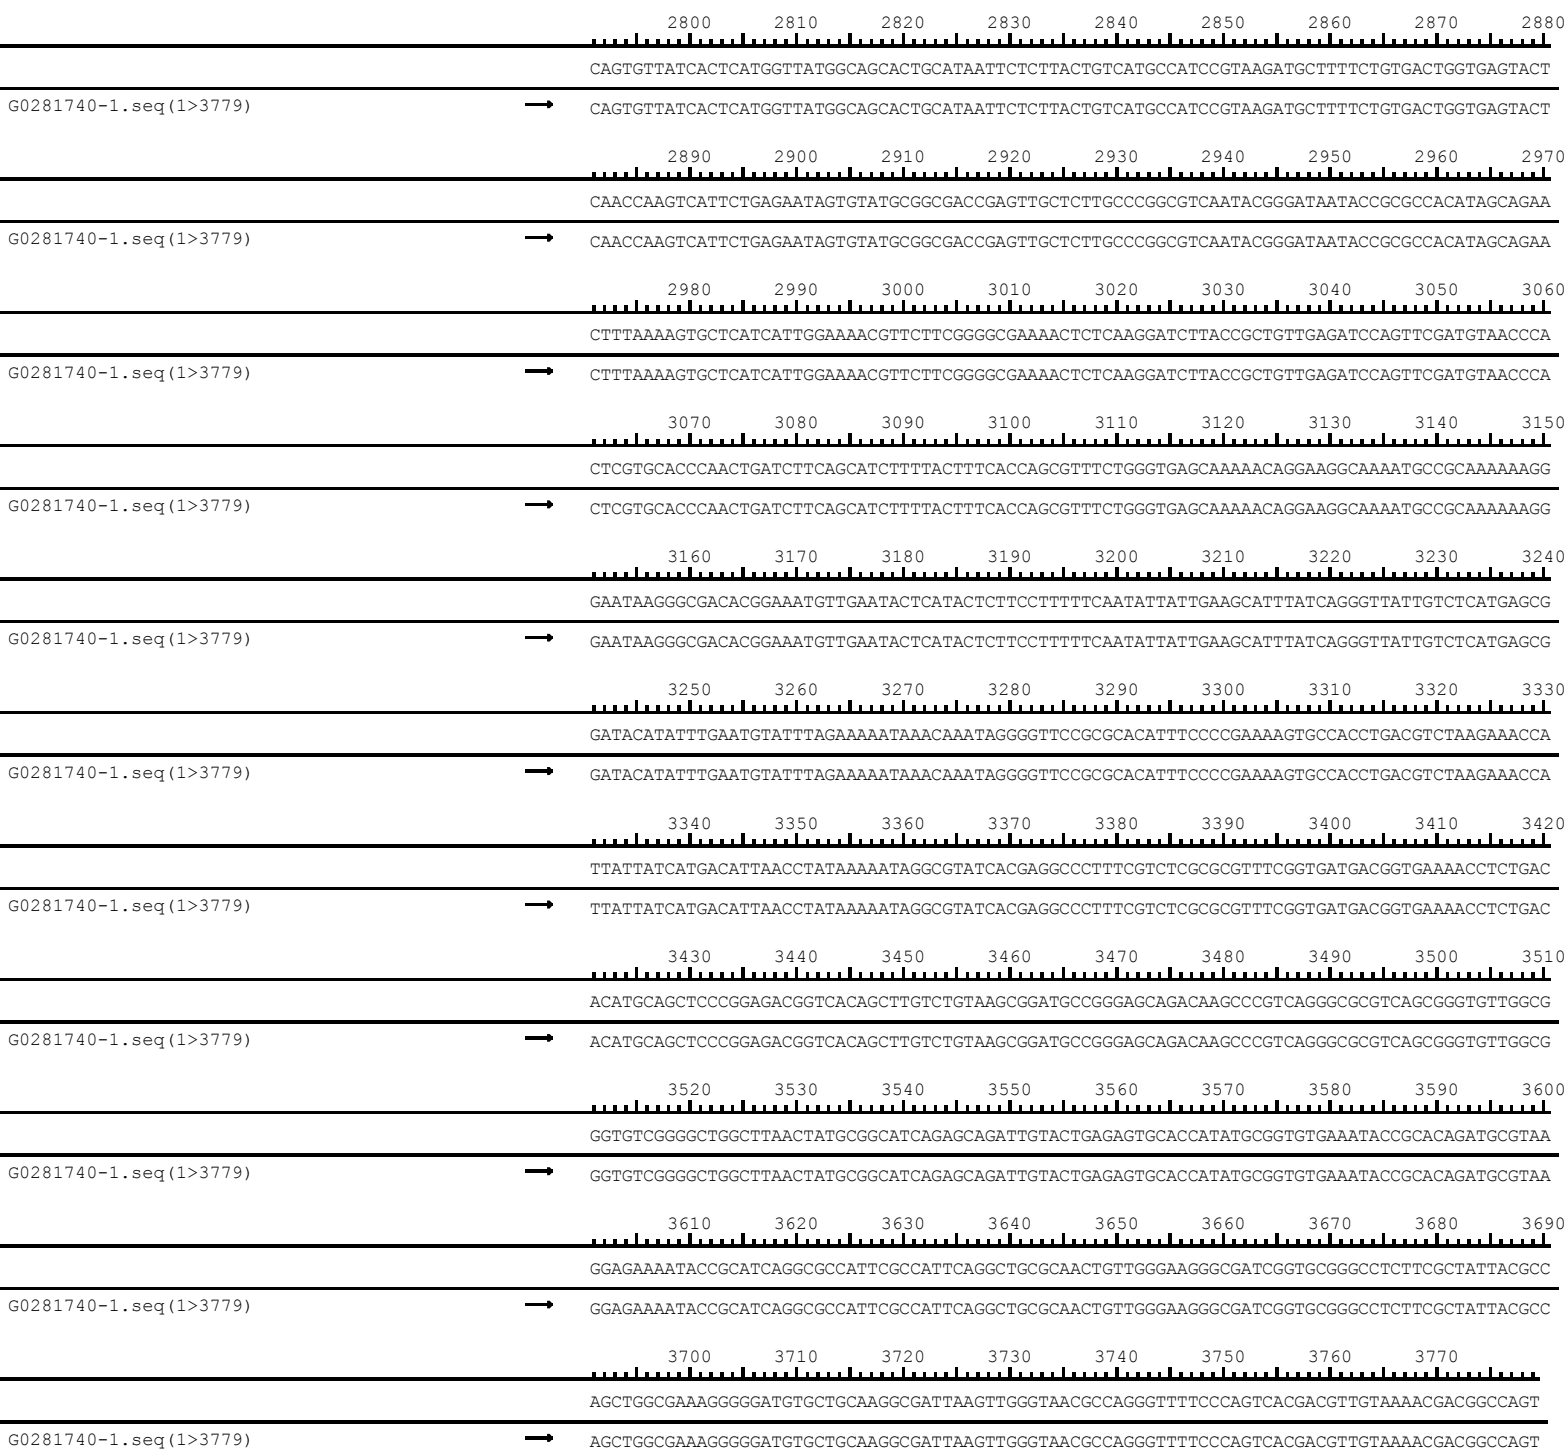 2800 2810 2820 2830 2840 2850 2860 2870 2880
CAGTGTTATCACTCATGGTTATGGCAGCACTGCATAATTCTCTTACTGTCATGCCATCCGTAAGATGCTTTTCTGTGACTGGTGAGTACT
G0281740-1.seq(1>3779) → CAGTGTTATCACTCATGGTTATGGCAGCACTGCATAATTCTCTTACTGTCATGCCATCCGTAAGATGCTTTTCTGTGACTGGTGAGTACT
2890 2900 2910 2920 2930 2940 2950 2960 2970
CAACCAAGTCATTCTGAGAATAGTGTATGCGGCGACCGAGTTGCTCTTGCCCGGCGTCAATACGGGATAATACCGCGCCACATAGCAGAA
G0281740-1.seq(1>3779) → CAACCAAGTCATTCTGAGAATAGTGTATGCGGCGACCGAGTTGCTCTTGCCCGGCGTCAATACGGGATAATACCGCGCCACATAGCAGAA
2980 2990 3000 3010 3020 3030 3040 3050 3060
CTTTAAAAGTGCTCATCATTGGAAAACGTTCTTCGGGGCGAAAACTCTCAAGGATCTTACCGCTGTTGAGATCCAGTTCGATGTAACCCA
G0281740-1.seq(1>3779) → CTTTAAAAGTGCTCATCATTGGAAAACGTTCTTCGGGGCGAAAACTCTCAAGGATCTTACCGCTGTTGAGATCCAGTTCGATGTAACCCA
3070 3080 3090 3100 3110 3120 3130 3140 3150
CTCGTGCACCCAACTGATCTTCAGCATCTTTTACTTTCACCAGCGTTTCTGGGTGAGCAAAAACAGGAAGGCAAAATGCCGCAAAAAAGG
G0281740-1.seq(1>3779) → CTCGTGCACCCAACTGATCTTCAGCATCTTTTACTTTCACCAGCGTTTCTGGGTGAGCAAAAACAGGAAGGCAAAATGCCGCAAAAAAGG
3160 3170 3180 3190 3200 3210 3220 3230 3240
GAATAAGGGCGACACGGAAATGTTGAATACTCATACTCTTCCTTTTTCAATATTATTGAAGCATTTATCAGGGTTATTGTCTCATGAGCG
G0281740-1.seq(1>3779) → GAATAAGGGCGACACGGAAATGTTGAATACTCATACTCTTCCTTTTTCAATATTATTGAAGCATTTATCAGGGTTATTGTCTCATGAGCG
3250 3260 3270 3280 3290 3300 3310 3320 3330
GATACATATTTGAATGTATTTAGAAAAATAAACAAATAGGGGTTCCGCGCACATTTCCCCGAAAAGTGCCACCTGACGTCTAAGAAACCA
G0281740-1.seq(1>3779) → GATACATATTTGAATGTATTTAGAAAAATAAACAAATAGGGGTTCCGCGCACATTTCCCCGAAAAGTGCCACCTGACGTCTAAGAAACCA
3340 3350 3360 3370 3380 3390 3400 3410 3420
TTATTATCATGACATTAACCTATAAAAATAGGCGTATCACGAGGCCCTTTCGTCTCGCGCGTTTCGGTGATGACGGTGAAAACCTCTGAC
G0281740-1.seq(1>3779) → TTATTATCATGACATTAACCTATAAAAATAGGCGTATCACGAGGCCCTTTCGTCTCGCGCGTTTCGGTGATGACGGTGAAAACCTCTGAC
3430 3440 3450 3460 3470 3480 3490 3500 3510
ACATGCAGCTCCCGGAGACGGTCACAGCTTGTCTGTAAGCGGATGCCGGGAGCAGACAAGCCCGTCAGGGCGCGTCAGCGGGTGTTGGCG
G0281740-1.seq(1>3779) → ACATGCAGCTCCCGGAGACGGTCACAGCTTGTCTGTAAGCGGATGCCGGGAGCAGACAAGCCCGTCAGGGCGCGTCAGCGGGTGTTGGCG
3520 3530 3540 3550 3560 3570 3580 3590 3600
GGTGTCGGGGCTGGCTTAACTATGCGGCATCAGAGCAGATTGTACTGAGAGTGCACCATATGCGGTGTGAAATACCGCACAGATGCGTAA
G0281740-1.seq(1>3779) → GGTGTCGGGGCTGGCTTAACTATGCGGCATCAGAGCAGATTGTACTGAGAGTGCACCATATGCGGTGTGAAATACCGCACAGATGCGTAA
3610 3620 3630 3640 3650 3660 3670 3680 3690
GGAGAAAATACCGCATCAGGCGCCATTCGCCATTCAGGCTGCGCAACTGTTGGGAAGGGCGATCGGTGCGGGCCTCTTCGCTATTACGCC
G0281740-1.seq(1>3779) → GGAGAAAATACCGCATCAGGCGCCATTCGCCATTCAGGCTGCGCAACTGTTGGGAAGGGCGATCGGTGCGGGCCTCTTCGCTATTACGCC
3700 3710 3720 3730 3740 3750 3760 3770
AGCTGGCGAAAGGGGGATGTGCTGCAAGGCGATTAAGTTGGGTAACGCCAGGGTTTTCCCAGTCACGACGTTGTAAAACGACGGCCAGT
G0281740-1.seq(1>3779) → AGCTGGCGAAAGGGGGATGTGCTGCAAGGCGATTAAGTTGGGTAACGCCAGGGTTTTCCCAGTCACGACGTTGTAAAACGACGGCCAGT